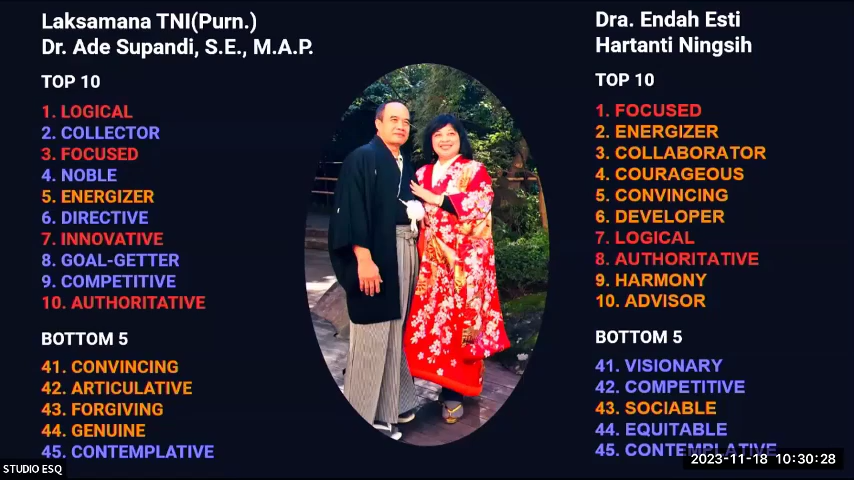 Laksamana TNI(Purn.)
Dr. Ade Supandi, S.E., M.A.P.
TOP 10
1. LOGICAL
2. COLLECTOR
3. FOCUSED
4. NOBLE
5. ENERGIZER
6. DIRECTIVE
7. INNOVATIVE
8. GOAL-GETTER
9. COMPETITIVE
10. AUTHORITATIVE
BOTTOM 5
41. CONVINCING
42. ARTICULATIVE
43. FORGIVING
44. GENUINE
45. CONTEMPLATIVE
STUDIO ESQ
Dra. Endah Esti
Hartanti Ningsih
TOP 10
1. FOCUSED
2. ENERGIZER
3. COLLABORATOR
4. COURAGEOUS
5. CONVINCING
6. DEVELOPER
7. LOGICAL
8. AUTHORITATIVE
9. HARMONY
10. ADVISOR
BOTTOM 5
41. VISIONARY
42. COMPETITIVE
43. SOCIABLE
44. EQUITABLE
45. CONTEMPLATIVE
2023-11-18 10:30:28